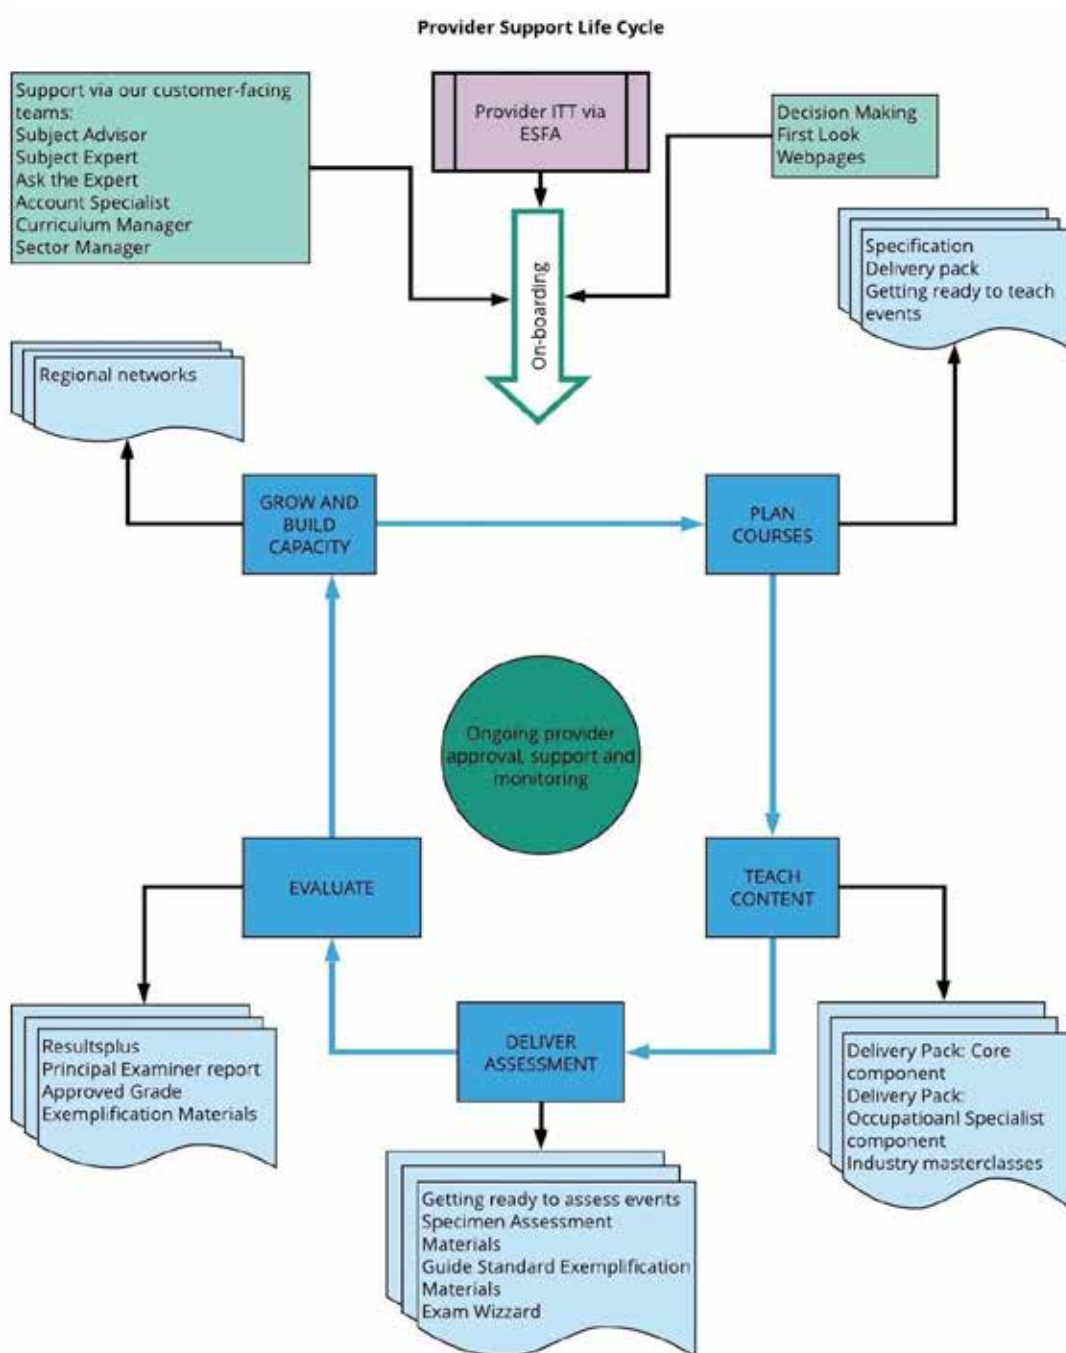 Provider Support Life Cycle
Support via our customer-facing
teams:
Subject Advisor
Subject Expert
Ask the Expert
Account Specialist
Curriculum Manager
Sector Manager
Provider ITT via
ESFA
Decision Making
First Look
Webpages
On-boarding
Specification
Delivery pack
Getting ready to teach
events
Regional networks
GROW AND
BUILD
CAPACITY
PLAN
COURSES
Ongoing provider
approval, support and
monitoring
EVALUATE
TEACH
CONTENT
DELIVER
ASSESSMENT
Resultsplus
Principal Examiner report
Approved Grade
Exemplification Materials
Delivery Pack: Core
component
Delivery Pack:
Occupatioanl Specialist
component
Industry masterclasses
Getting ready to assess events
Specimen Assessment
Materials
Guide Standard Exemplification
Materials
Exam Wizzard